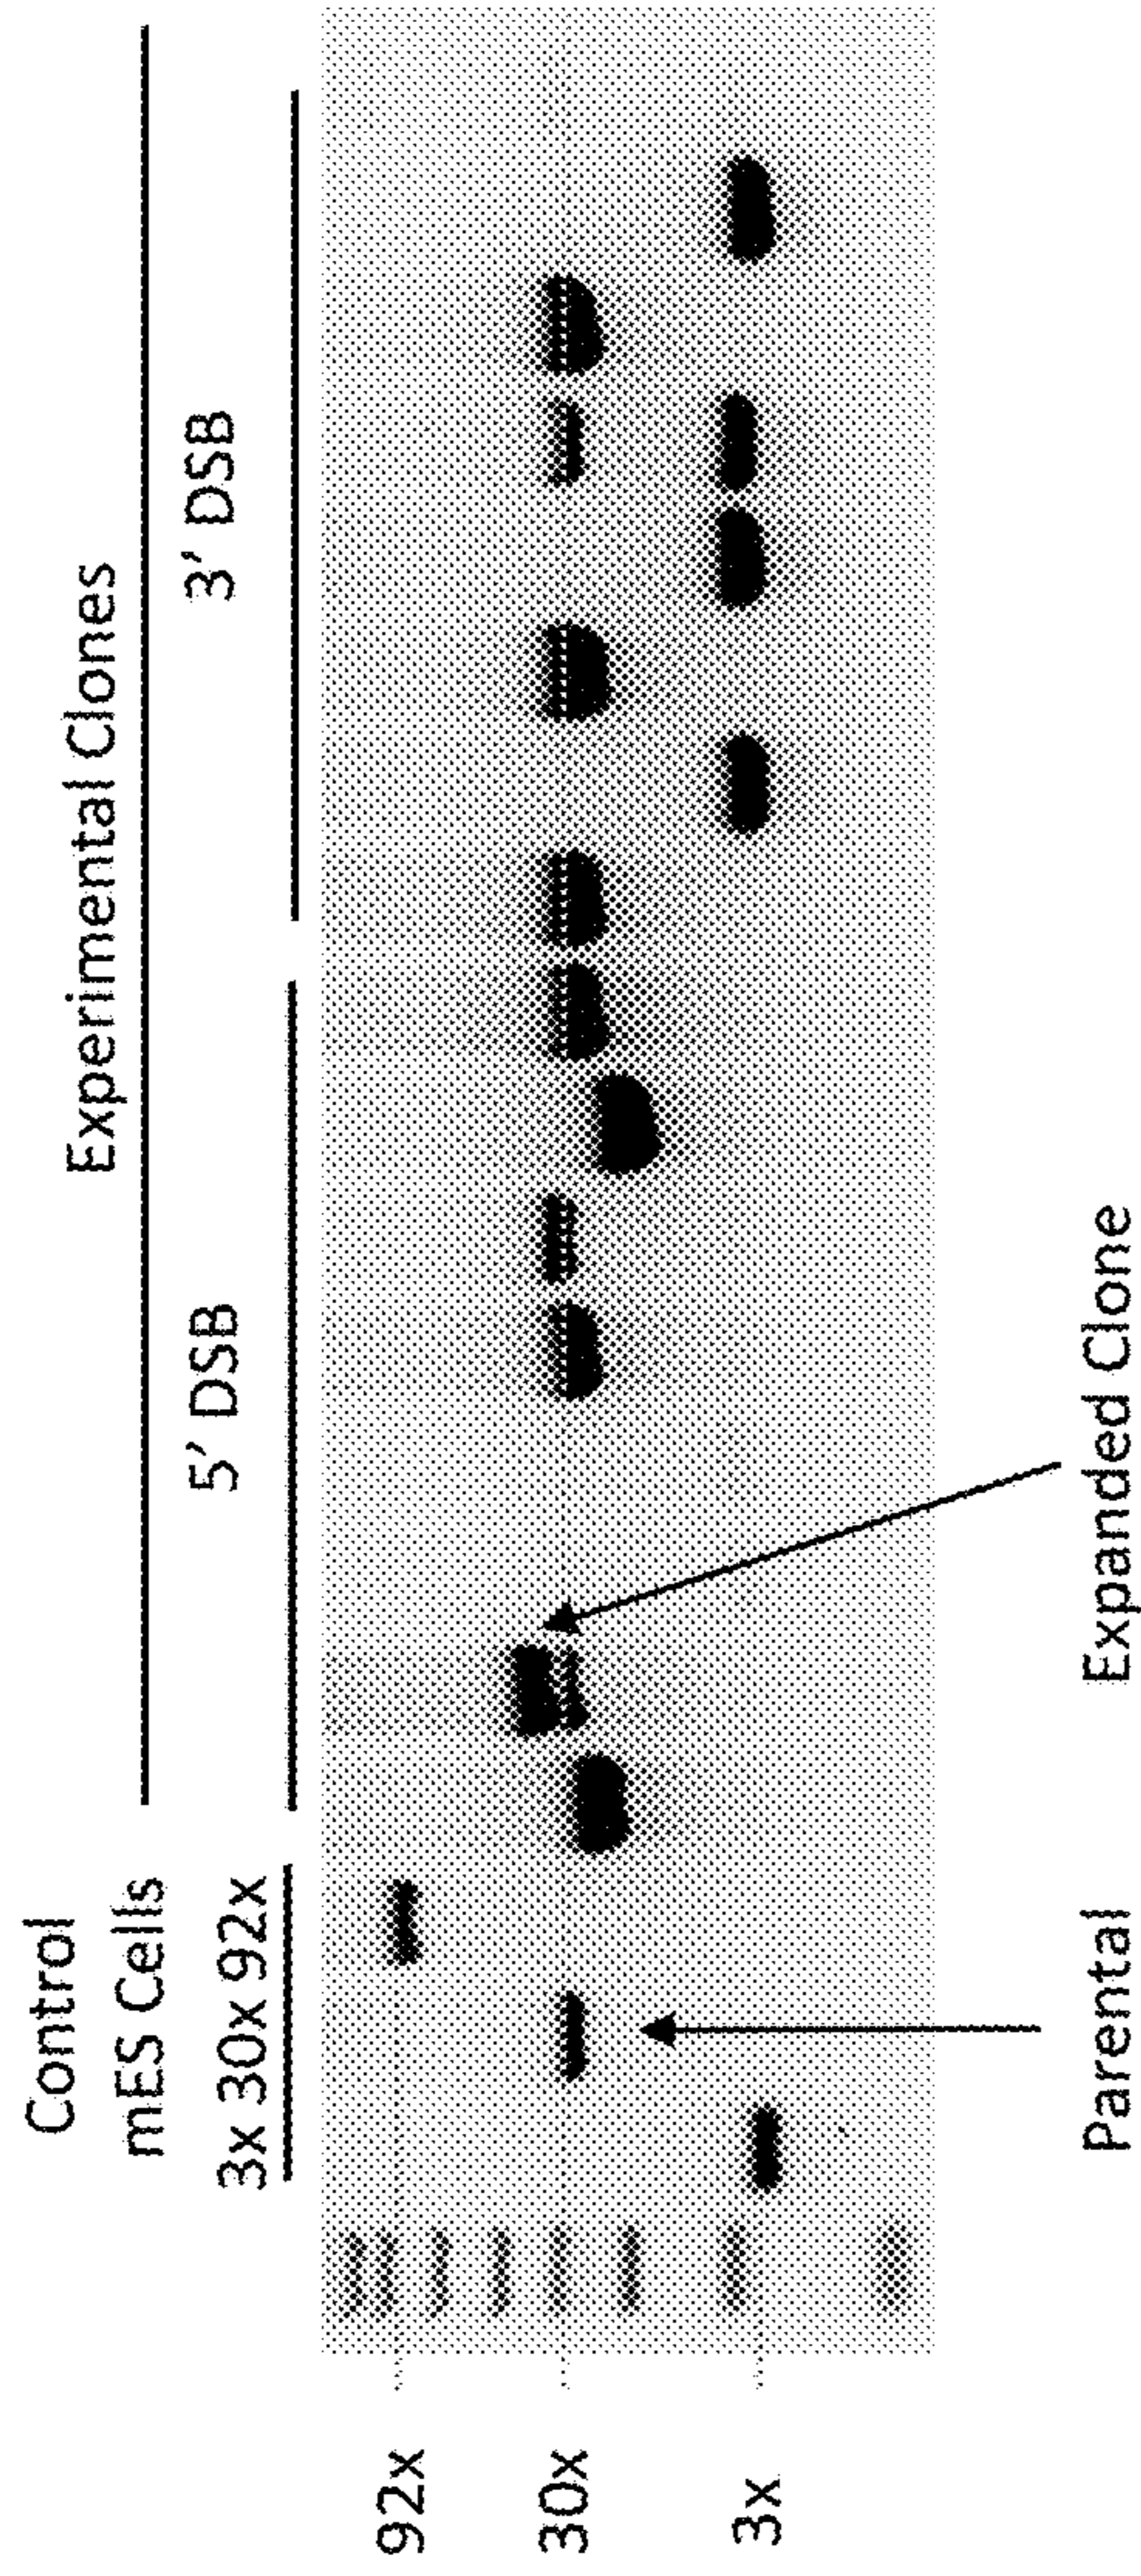 Control
mES Cells
3x 30x 92x
Experimental Clones
5' DSB
3' DSB
92x
30x
3x
Parental
Expanded Clone